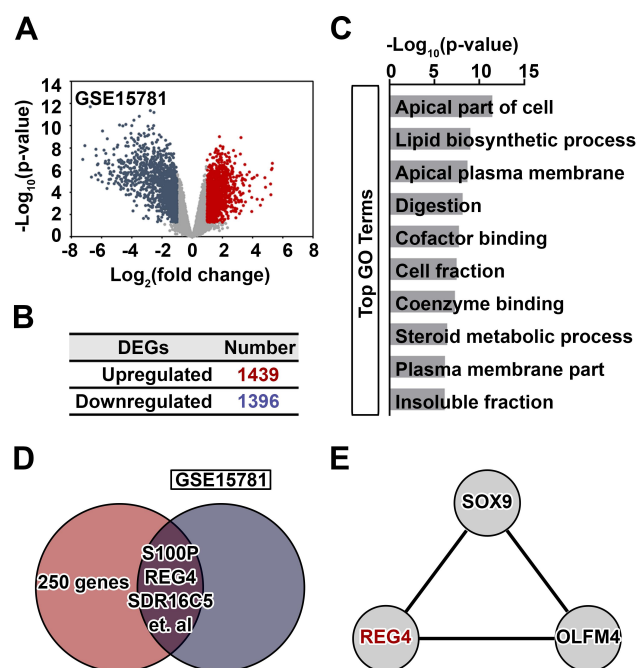 A
GSE15781
-Log10(p-value)
14
12
10
8
6
4
2
0
-8 -6 -4 -2 0 2 4 6 8
Log2(fold change)
B
DEGs Number
Upregulated 1439
Downregulated 1396
C
-Log10(p-value)
0 5 10 15
Top GO Terms
Apical part of cell
Lipid biosynthetic process
Apical plasma membrane
Digestion
Cofactor binding
Cell fraction
Coenzyme binding
Steroid metabolic process
Plasma membrane part
Insoluble fraction
D
GSE15781
250 genes
S100P
REG4
SDR16C5
et. al
E
SOX9
REG4
OLFM4